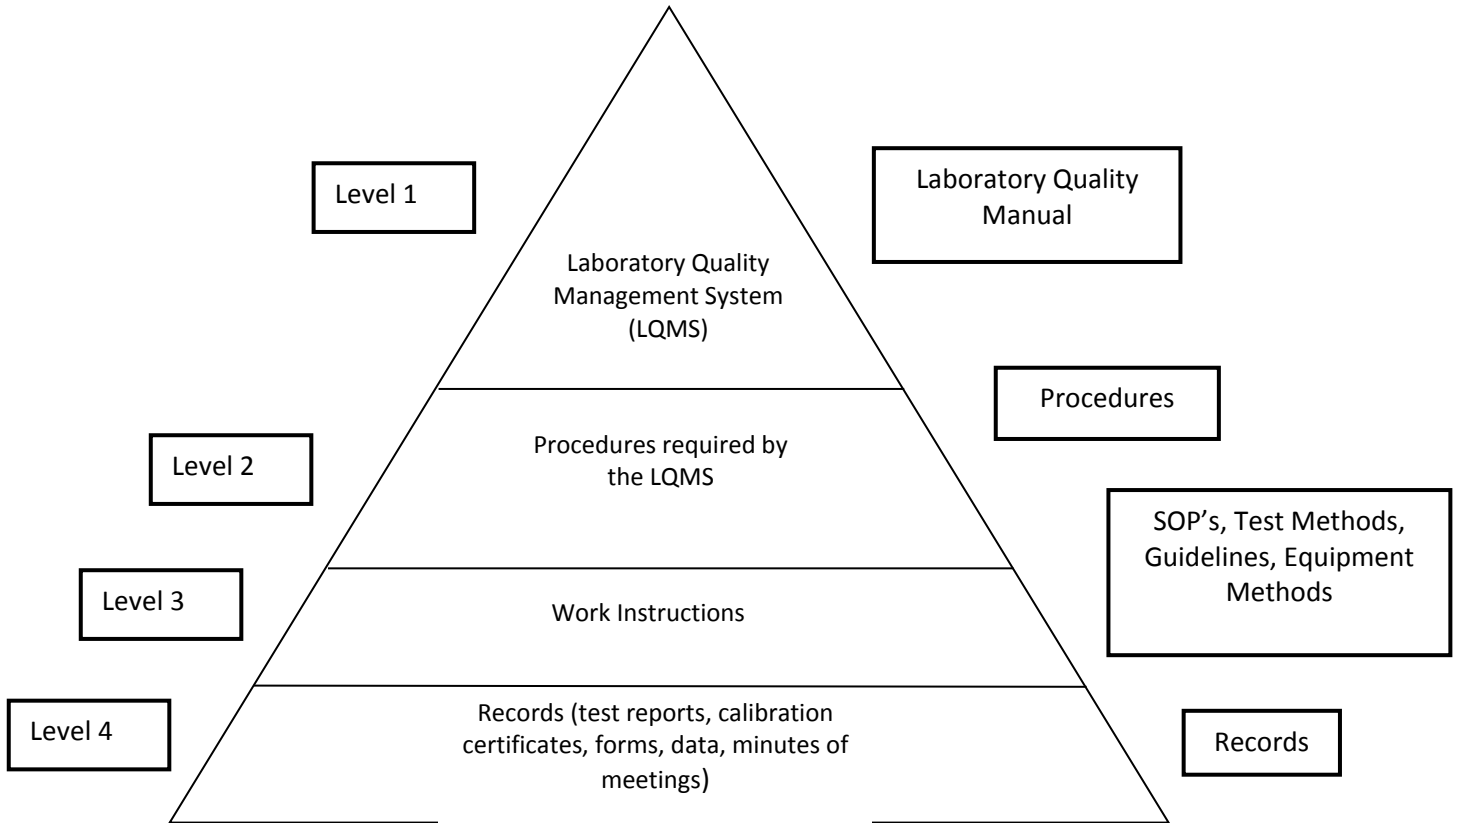 Level 1
Laboratory Quality
Manual
Laboratory Quality
Management System
(LQMS)
Procedures
Level 2
Procedures required by
the LQMS
SOP’s, Test Methods,
Guidelines, Equipment
Methods
Level 3
Work Instructions
Level 4
Records (test reports, calibration
certificates, forms, data, minutes of
meetings)
Records